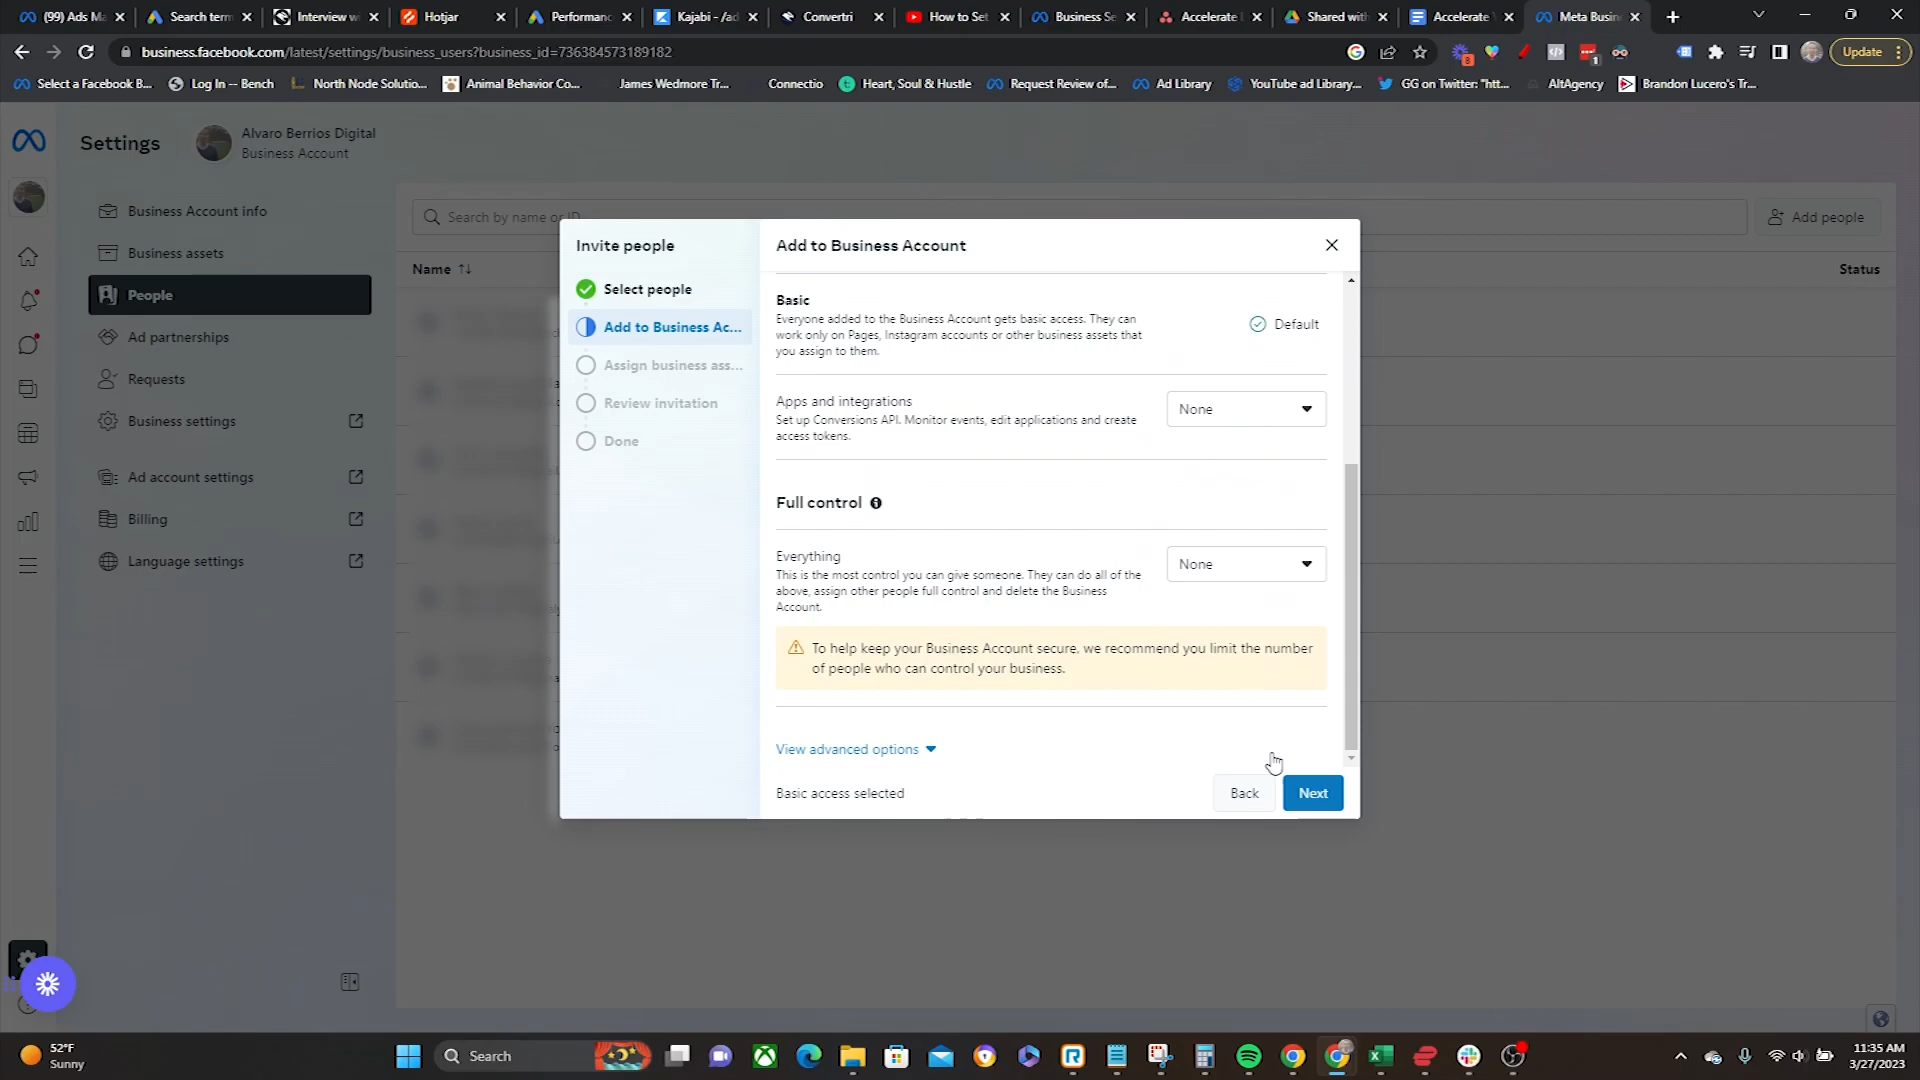 (99) Ads Ma
Search term
Interview wi
Hotjar
Performanc
Kajabi - /ad
Convertri
How to Set
Business Se
Accelerate L
Shared with
Accelerate V
Meta Busin
business.facebook.com/latest/settings/business_users?business_id=736384573189182
8
1
Update
Select a Facebook B...
Log In — Bench
North Node Solutio...
Animal Behavior Co...
James Wedmore Tr...
Connectio
Heart, Soul & Hustle
Request Review of...
Ad Library
YouTube ad Library...
GG on Twitter: "htt...
AltAgency
Brandon Lucero's Tr...
Settings
Alvaro Berrios Digital
Business Account
Business Account info
Business assets
People
Ad partnerships
Requests
Business settings
Ad account settings
Billing
Language settings
Search by name or ID
Add people
Name
Status
Invite people
Select people
Add to Business Ac...
Assign business ass...
Review invitation
Done
Add to Business Account
Basic
Everyone added to the Business Account gets basic access. They can
work only on Pages, Instagram accounts or other business assets that
you assign to them.
Default
Apps and integrations
Set up Conversions API. Monitor events, edit applications and create
access tokens.
None
Full control
Everything
This is the most control you can give someone. They can do all of the
above, assign other people full control and delete the Business
Account.
None
To help keep your Business Account secure, we recommend you limit the number
of people who can control your business.
View advanced options
Basic access selected
Back
Next
52°F
Sunny
Search
11:35 AM
3/27/2023